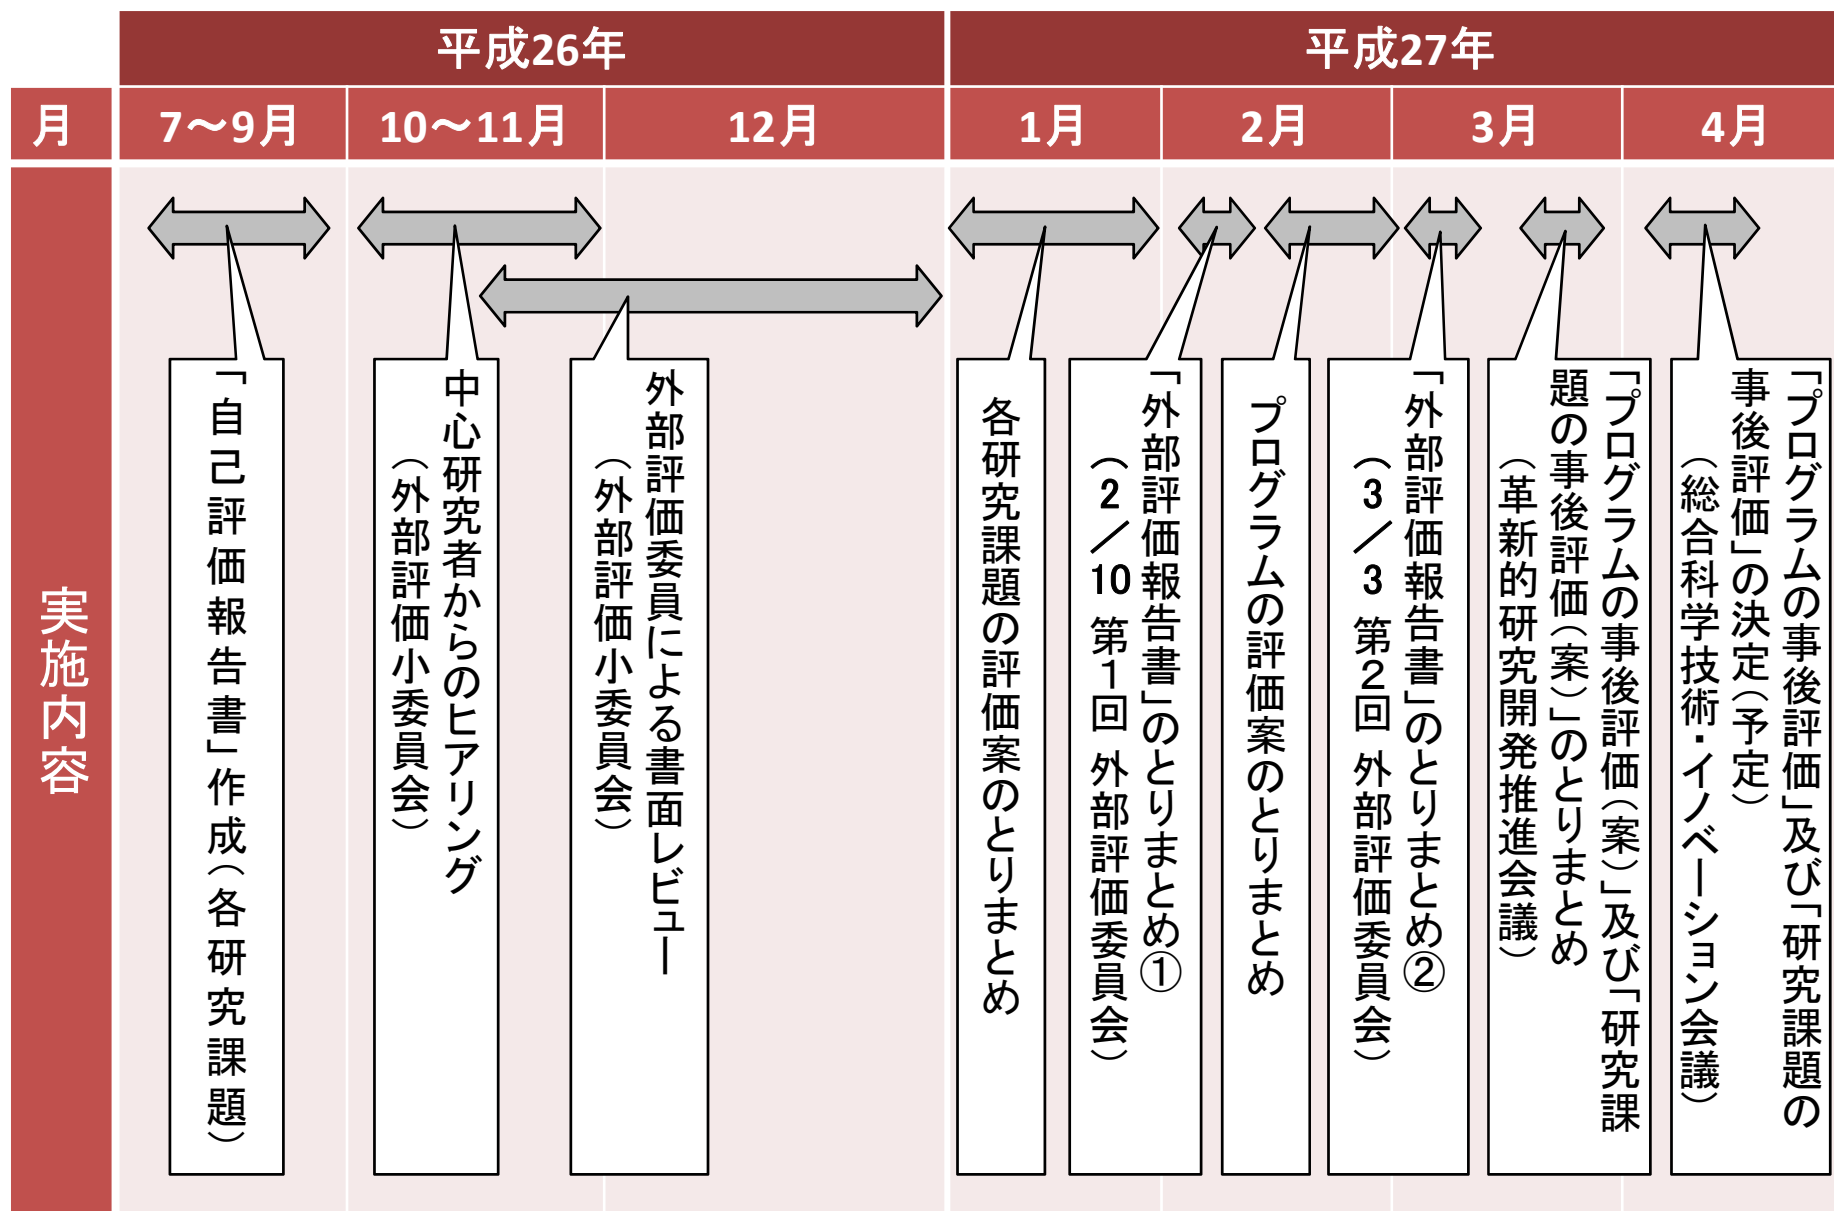 平成26年
平成27年
月
7～9月
10～11月
12月
1月
2月
3月
4月
実施内容
「自己評価報告書」作成（各研究課題）
中心研究者からのヒアリング
（外部評価小委員会）
外部評価委員による書面レビュー
（外部評価小委員会）
各研究課題の評価案のとりまとめ
「外部評価報告書」のとりまとめ①
（2／10 第１回 外部評価委員会）
プログラムの評価案のとりまとめ
「外部評価報告書」のとりまとめ②
（3／3 第２回 外部評価委員会）
「プログラムの事後評価（案）」及び「研究課
題の事後評価（案）」のとりまとめ
（革新的研究開発推進会議）
「プログラムの事後評価」及び「研究課題の
事後評価」の決定（予定）
（総合科学技術・イノベーション会議）